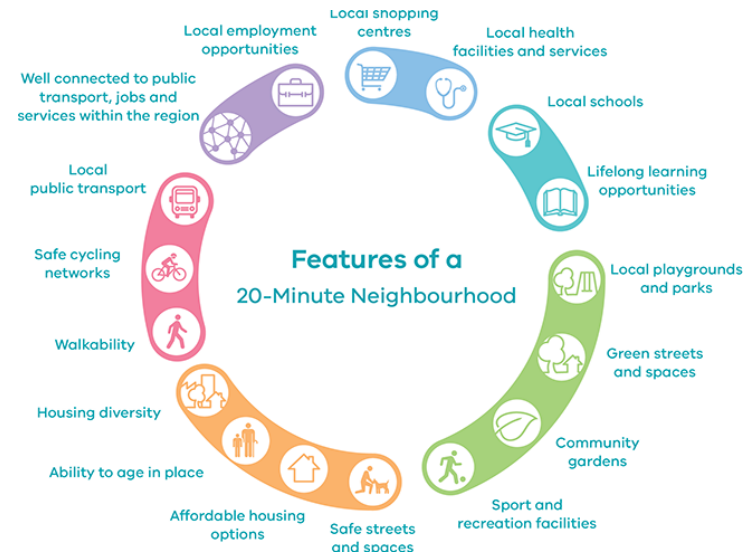 Features of a
20-Minute Neighbourhood
Local shopping
centres
Local health
facilities and services
Local schools
Lifelong learning
opportunities
Local playgrounds
and parks
Green streets
and spaces
Community
gardens
Sport and
recreation facilities
Safe streets
and spaces
Affordable housing
options
Ability to age in place
Housing diversity
Walkability
Safe cycling
networks
Local
public transport
Well connected to public
transport, jobs and
services within the region
Local employment
opportunities